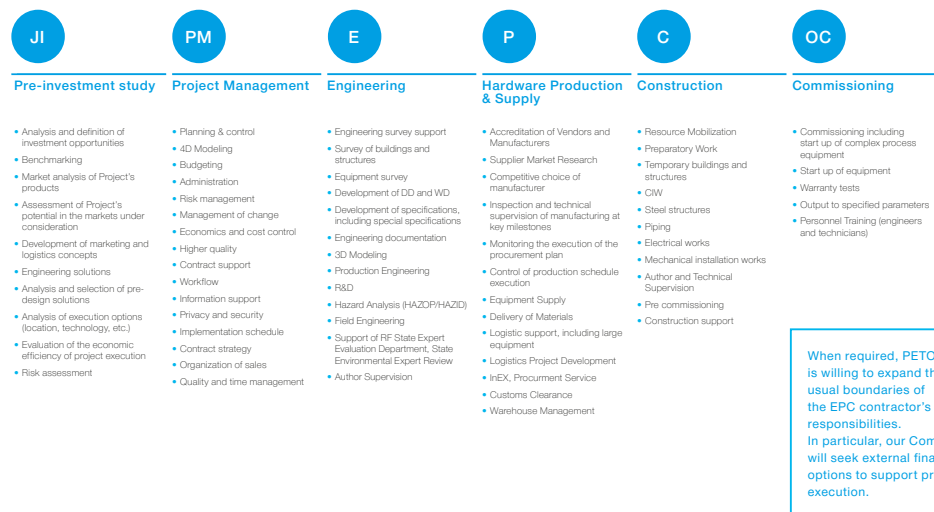 JI
Pre-investment study
• Analysis and definition of
investment opportunities
• Benchmarking
• Market analysis of Project's
products
• Assessment of Project's
potential in the markets under
consideration
• Development of marketing and
logistics concepts
• Engineering solutions
• Analysis and selection of pre-
design solutions
• Analysis of execution options
(location, technology, etc.)
• Evaluation of the economic
efficiency of project execution
• Risk assessment
PM
Project Management
• Planning & control
• 4D Modeling
• Budgeting
• Administration
• Risk management
• Management of change
• Economics and cost control
• Higher quality
• Contract support
• Workflow
• Information support
• Privacy and security
• Implementation schedule
• Contract strategy
• Organization of sales
• Quality and time management
E
Engineering
• Engineering survey support
• Survey of buildings and
structures
• Equipment survey
• Development of DD and WD
• Development of specifications,
including special specifications
• Engineering documentation
• 3D Modeling
• Production Engineering
• R&D
• Hazard Analysis (HAZOP/HAZID)
• Field Engineering
• Support of RF State Expert
Evaluation Department, State
Environmental Expert Review
• Author Supervision
P
Hardware Production
& Supply
• Accreditation of Vendors and
Manufacturers
• Supplier Market Research
• Competitive choice of
manufacturer
• Inspection and technical
supervision of manufacturing at
key milestones
• Monitoring the execution of the
procurement plan
• Control of production schedule
execution
• Equipment Supply
• Delivery of Materials
• Logistic support, including large
equipment
• Logistics Project Development
• InEX, Procurment Service
• Customs Clearance
• Warehouse Management
C
Construction
• Resource Mobilization
• Preparatory Work
• Temporary buildings and
structures
• CIW
• Steel structures
• Piping
• Electrical works
• Mechanical installation works
• Author and Technical
Supervision
• Pre commissioning
• Construction support
OC
Commissioning
• Commissioning including
start up of complex process
equipment
• Start up of equipment
• Warranty tests
• Output to specified parameters
• Personnel Training (engineers
and technicians)
When required,
is willing to expand
usual boundaries of
the EPC contractor's
responsibilities.
In particular, our
will seek external
options to support
execution.